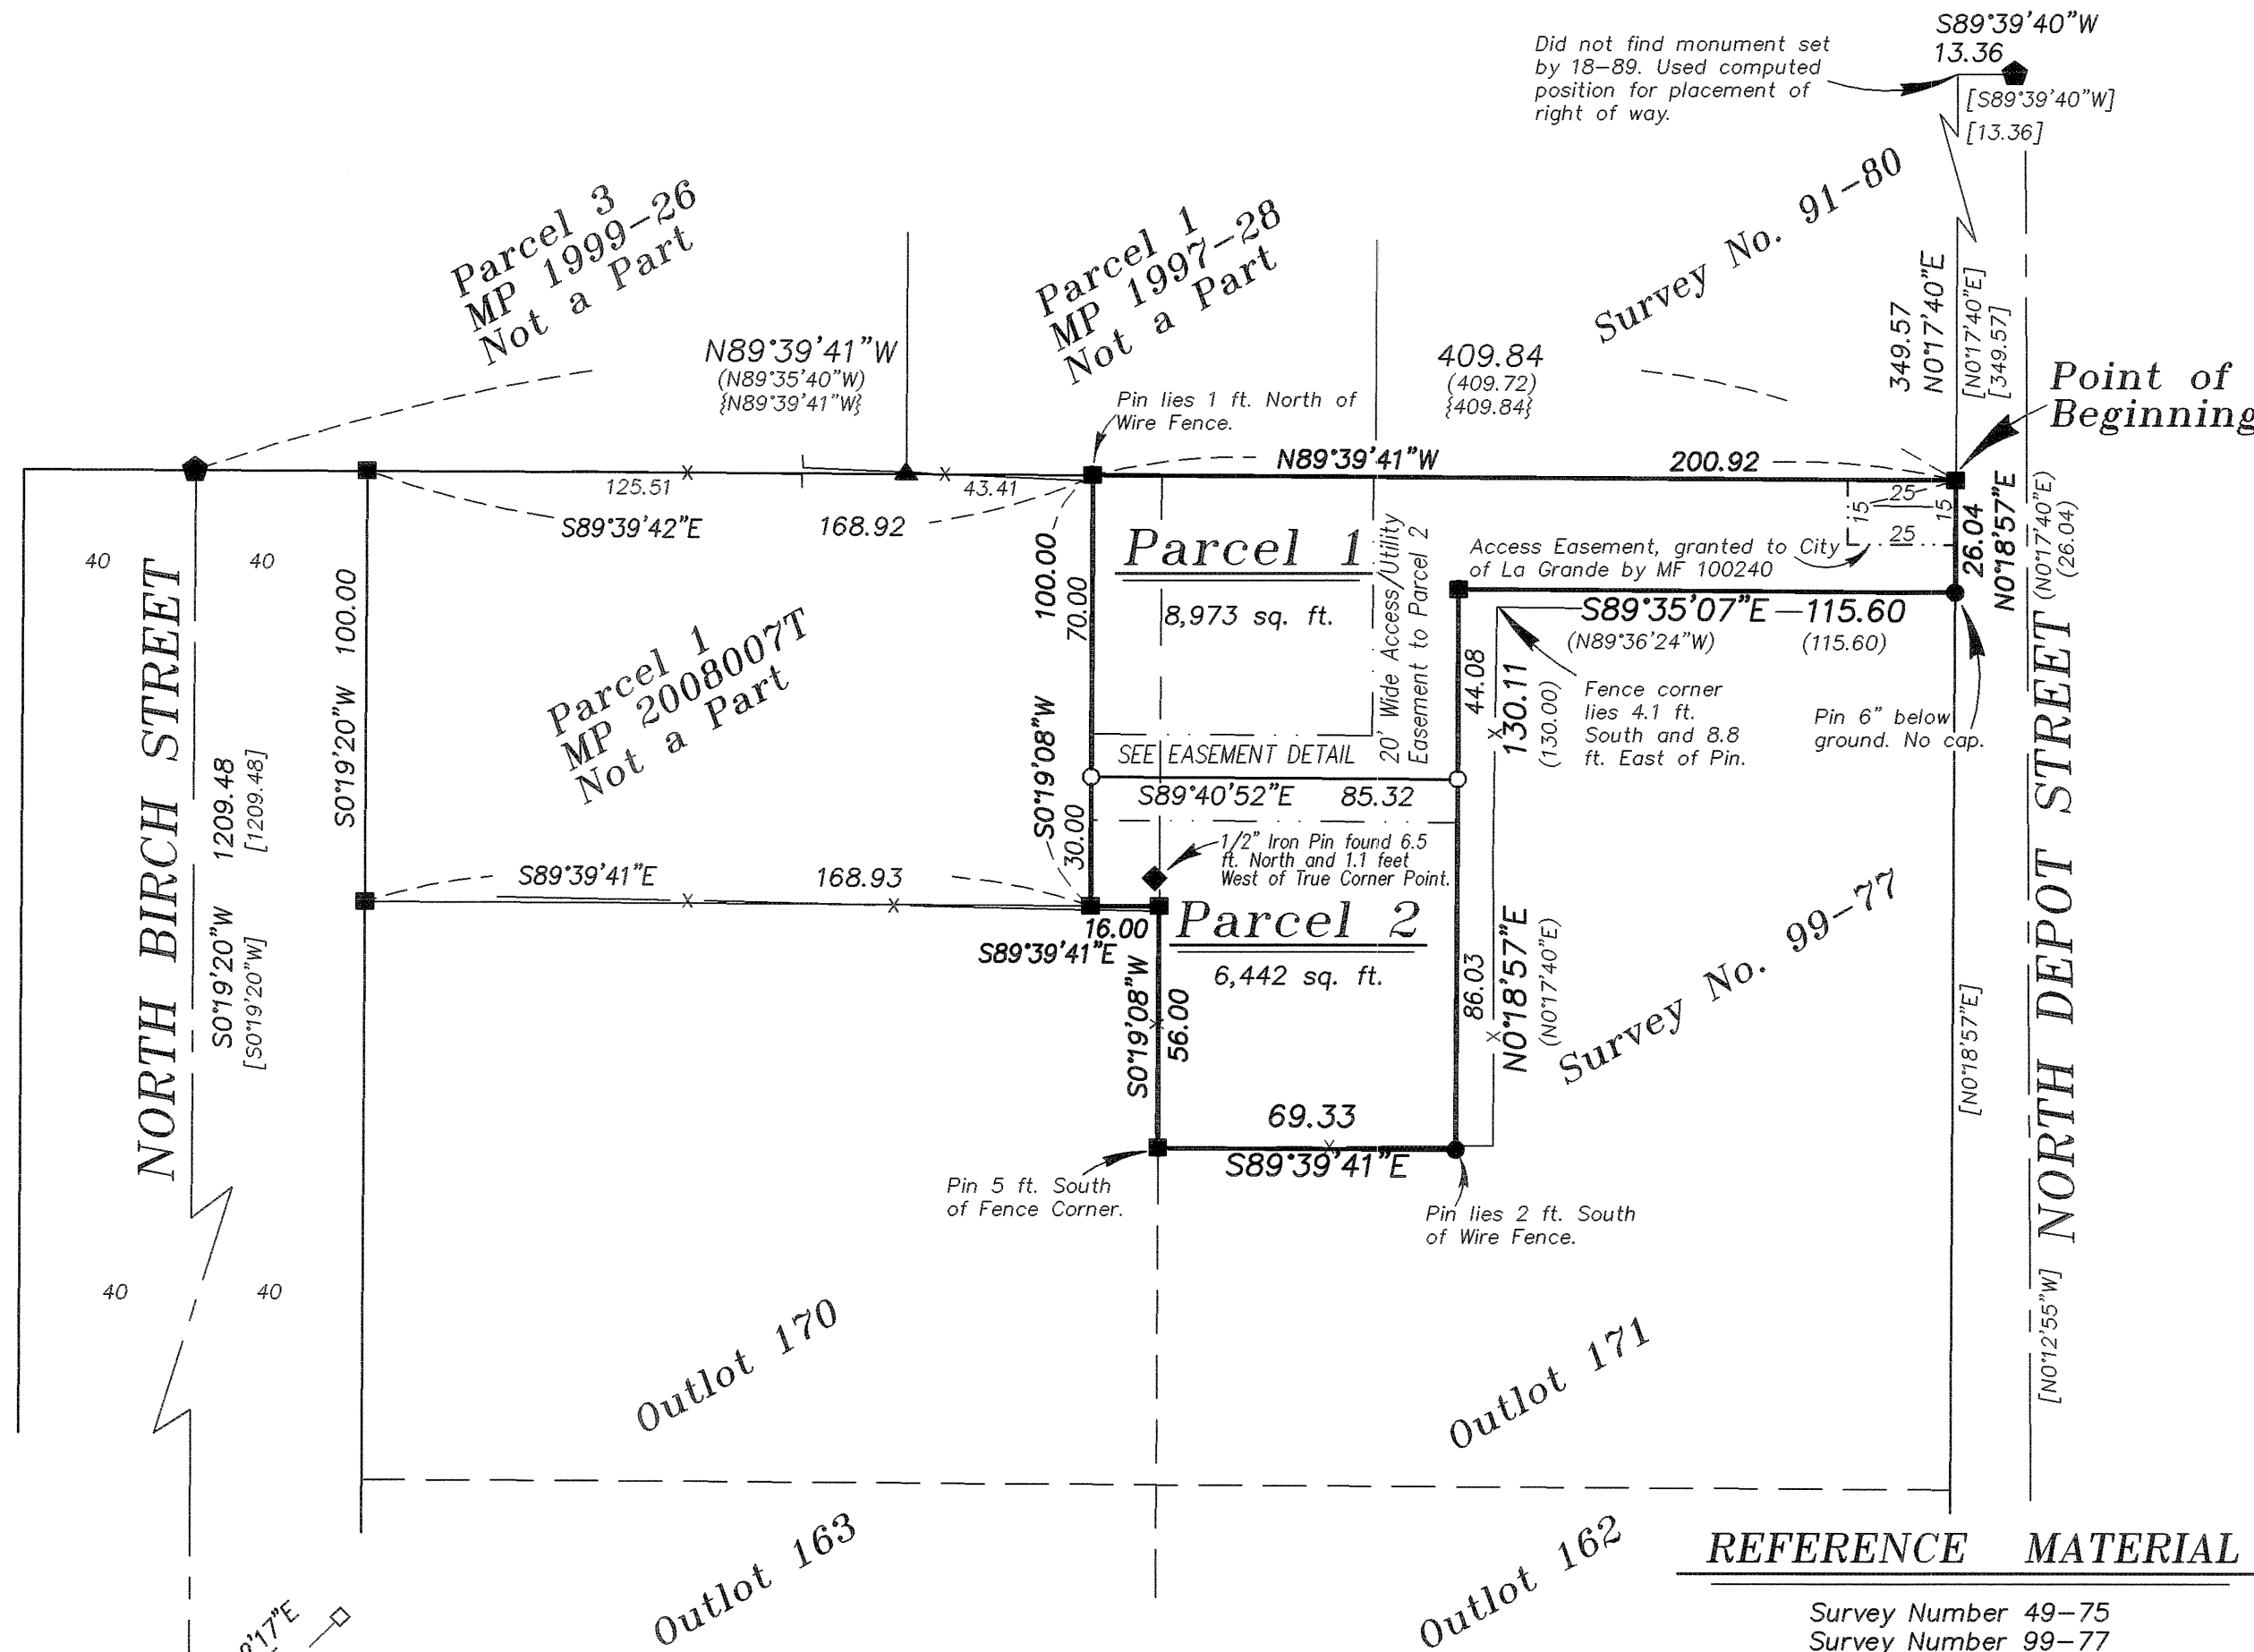 S89°39'40"W
13.36
[S89°39'40"W]
[13.36]
Did not find monument set
by 18-89. Used computed
position for placement of
right of way.
Survey No. 91-80
Parcel 3
MP 1999-26
Not a Part
Parcel 1
MP 1997-28
Not a Part
N89°39'41"W
(N89°35'40"W)
{N89°39'41"W}
409.84
(409.72)
{409.84}
349.57
N0°17'40"E
[N0°17'40"E]
[349.57]
Point of
Beginning
Pin lies 1 ft. North of
Wire Fence.
N89°39'41"W
200.92
125.51
43.41
S89°39'42"E
168.92
25
15
15
25
26.04
N0°18'57"E
(N0°17'40"E)
(26.04)
40
40
NORTH BIRCH STREET
S0°19'20"W 100.00
100.00
70.00
Parcel 1
8,973 sq. ft.
20' Wide Access/Utility
Easement to Parcel 2
Access Easement, granted to City
of La Grande by MF 100240
S89°35'07"E-115.60
(N89°36'24"W)
(115.60)
Parcel 1
MP 2008007T
Not a Part
44.08
130.11
(130.00)
Fence corner
lies 4.1 ft.
South and 8.8
ft. East of Pin.
Pin 6" below
ground. No cap.
SEE EASEMENT DETAIL
S89°40'52"E 85.32
S0°19'08"W
30.00
S0°19'20"W 1209.48
[S0°19'20"W] [1209.48]
1/2" Iron Pin found 6.5
ft. North and 1.1 feet
West of True Corner Point.
S89°39'41"E
168.93
Parcel 2
6,442 sq. ft.
16.00
S89°39'41"E
S0°19'08"W
56.00
86.03
N0°18'57"E
(N0°17'40"E)
Survey No. 99-77
[N0°18'57"E]
NORTH DEPOT STREET
69.33
S89°39'41"E
Pin 5 ft. South
of Fence Corner.
Pin lies 2 ft. South
of Wire Fence.
[N0°12'55"W]
40
40
Outlot 170
Outlot 171
Outlot 163
Outlot 162
REFERENCE MATERIAL
Survey Number 49-75
Survey Number 99-77